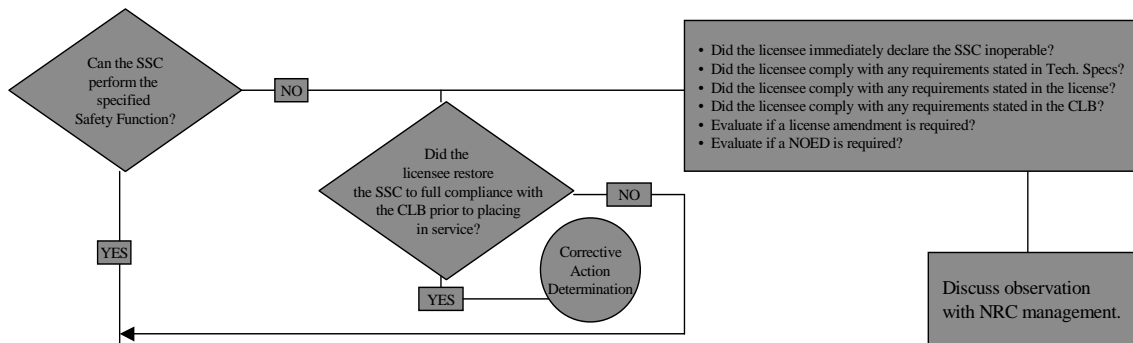 Can the SSC
perform the
specified
Safety Function?
NO
• Did the licensee immediately declare the SSC inoperable?
• Did the licensee comply with any requirements stated in Tech. Specs?
• Did the licensee comply with any requirements stated in the license?
• Did the licensee comply with any requirements stated in the CLB?
• Evaluate if a license amendment is required?
• Evaluate if a NOED is required?
Did the
licensee restore
the SSC to full compliance with
the CLB prior to placing
in service?
NO
YES
Corrective
Action
Determination
YES
Discuss observation
with NRC management.